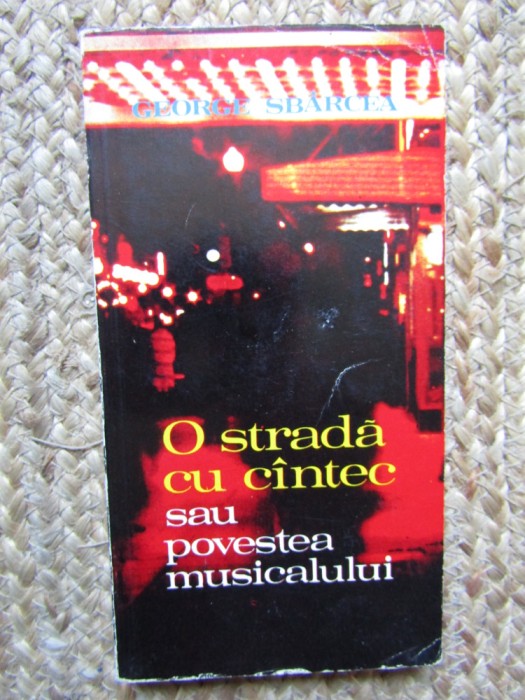 GEORGE SBÂRCEA
O stradă
cu cîntec
sau
povestea
musicalului